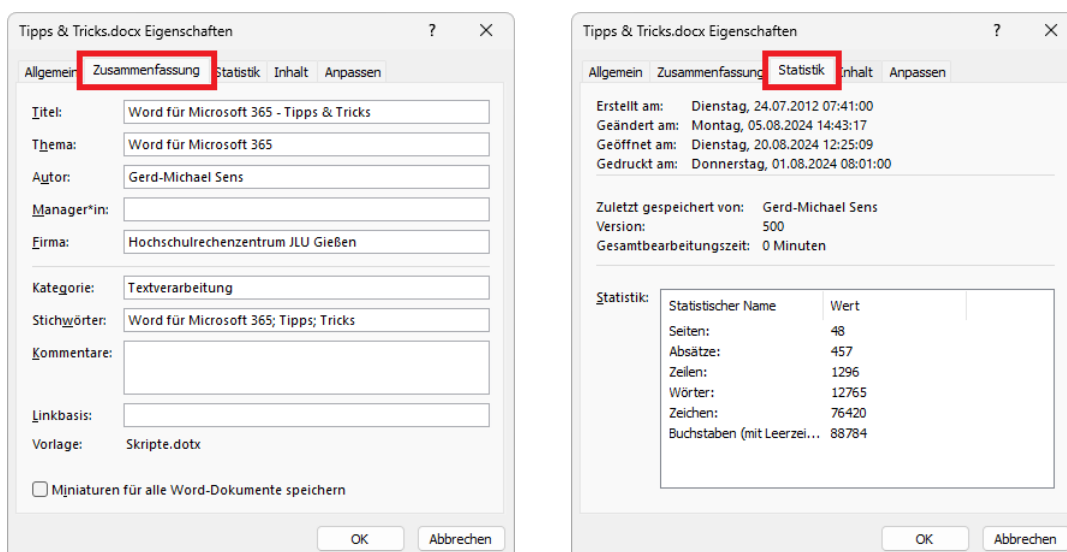 Tipps & Tricks.docx Eigenschaften ? ×
Allgemein Zusammenfassung Statistik Inhalt Anpassen
Titel: Word für Microsoft 365 - Tipps & Tricks
Thema: Word für Microsoft 365
Autor: Gerd-Michael Sens
Manager*in:
Firma: Hochschulrechenzentrum JLU Gießen
Kategorie: Textverarbeitung
Stichwörter: Word für Microsoft 365; Tipps; Tricks
Kommentare:
Linkbasis:
Vorlage: Skripte.dotx
Miniaturen für alle Word-Dokumente speichern
OK Abbrechen
Tipps & Tricks.docx Eigenschaften ? ×
Allgemein Zusammenfassung Statistik Inhalt Anpassen
Erstellt am: Dienstag, 24.07.2012 07:41:00
Geändert am: Montag, 05.08.2024 14:43:17
Geöffnet am: Dienstag, 20.08.2024 12:25:09
Gedruckt am: Donnerstag, 01.08.2024 08:01:00
Zuletzt gespeichert von: Gerd-Michael Sens
Version: 500
Gesamtbearbeitungszeit: 0 Minuten
Statistik:
Statistischer Name Wert
Seiten: 48
Absätze: 457
Zeilen: 1296
Wörter: 12765
Zeichen: 76420
Buchstaben (mit Leerzei... 88784
OK Abbrechen